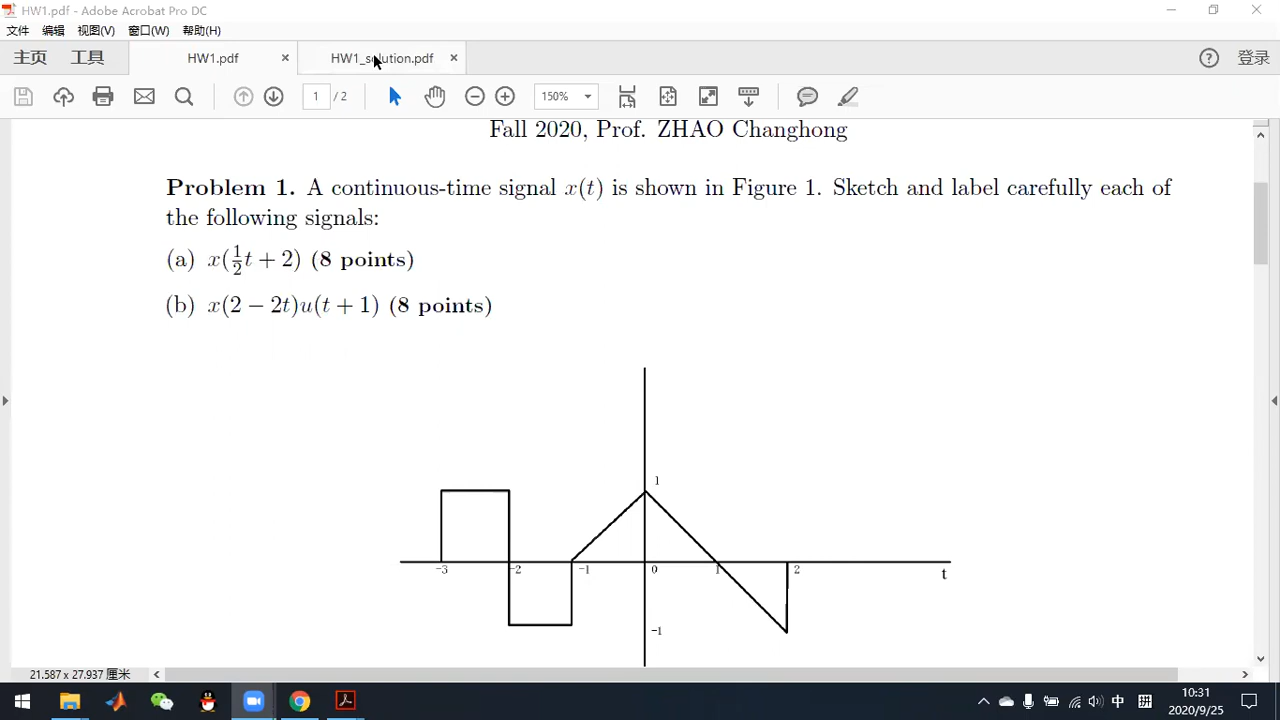 HW1.pdf - Adobe Acrobat Pro DC
文件 编辑 视图(V) 窗口(W) 帮助(H)
主页 工具 HW1.pdf × HW1_solution.pdf × ? 登录
1 / 2 150%
Fall 2020, Prof. ZHAO Changhong
Problem 1. A continuous-time signal x(t) is shown in Figure 1. Sketch and label carefully each of
the following signals:
(a) x(½t + 2) (8 points)
(b) x(2 − 2t)u(t + 1) (8 points)
1
-3 -2 -1 0 1 2 t
-1
21.587 x 27.937 厘米
中 拼 10:31
2020/9/25